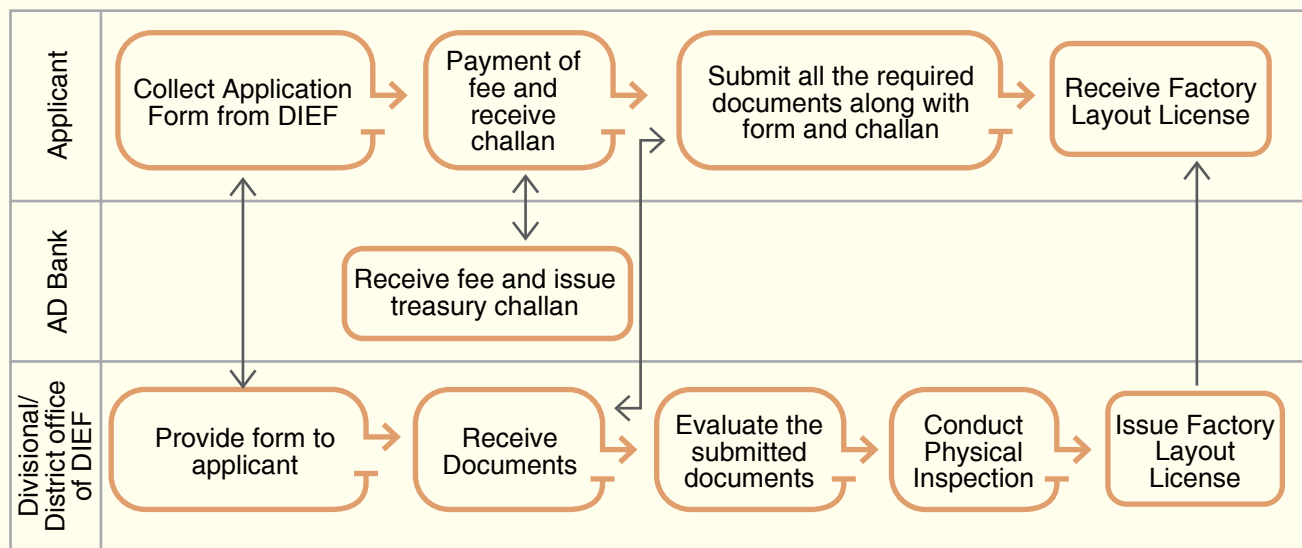 Applicant
Collect Application
Form from DIEF
Payment of
fee and
receive
challan
Submit all the required
documents along with
form and challan
Receive Factory
Layout License
AD Bank
Receive fee and issue
treasury challan
Divisional/
District office
of DIEF
Provide form to
applicant
Receive
Documents
Evaluate the
submitted
documents
Conduct
Physical
Inspection
Issue Factory
Layout
License